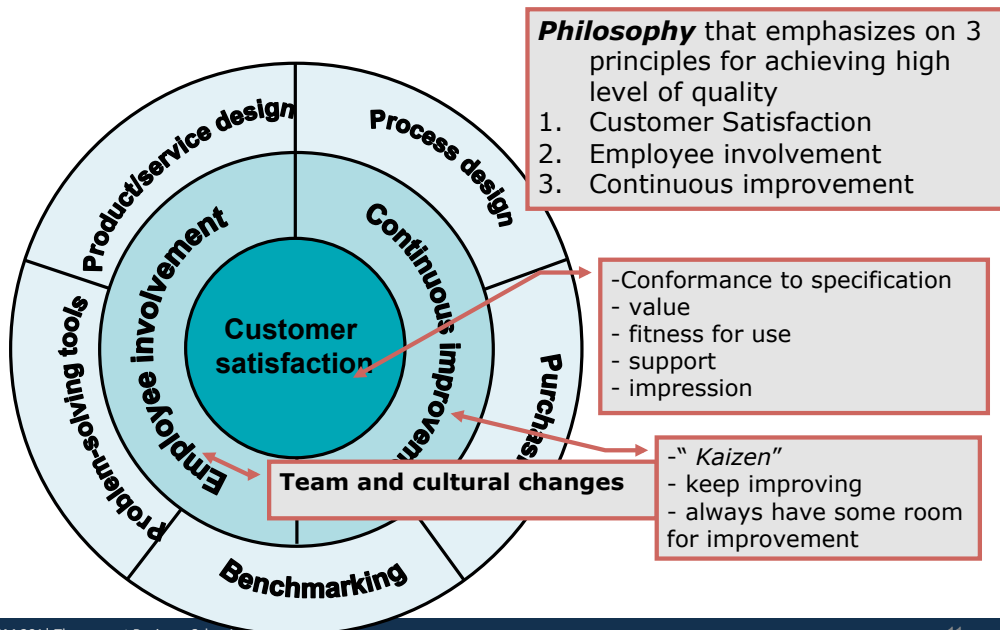 Philosophy that emphasizes on 3
principles for achieving high
level of quality
1. Customer Satisfaction
2. Employee involvement
3. Continuous improvement
Product/service design
Process design
Employee involvement
Continuous improvem
Customer
satisfaction
-Conformance to specification
- value
- fitness for use
- support
- impression
Problem-solving tools
Purchasi
-“ Kaizen”
- keep improving
- always have some room
for improvement
Team and cultural changes
Benchmarking